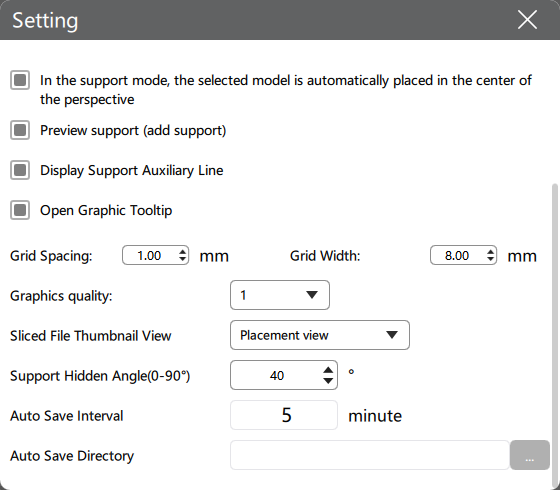 Setting
In the support mode, the selected model is automatically placed in the center of
the perspective
Preview support (add support)
Display Support Auxiliary Line
Open Graphic Tooltip
Grid Spacing: 1.00 mm Grid Width: 8.00 mm
Graphics quality: 1
Sliced File Thumbnail View Placement view
Support Hidden Angle(0-90°) 40 °
Auto Save Interval 5 minute
Auto Save Directory ...